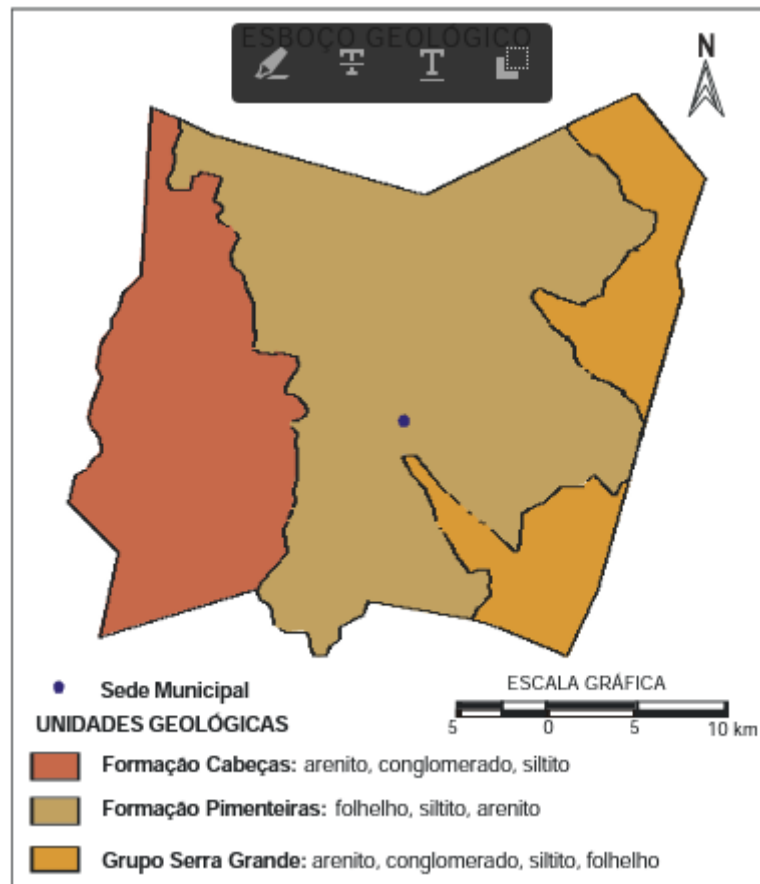 ESBOÇO GEOLÓGICO
N
Sede Municipal
ESCALA GRÁFICA
5 0 5 10 km
UNIDADES GEOLÓGICAS
Formação Cabeças: arenito, conglomerado, siltito
Formação Pimenteiras: folhelho, siltito, arenito
Grupo Serra Grande: arenito, conglomerado, siltito, folhelho